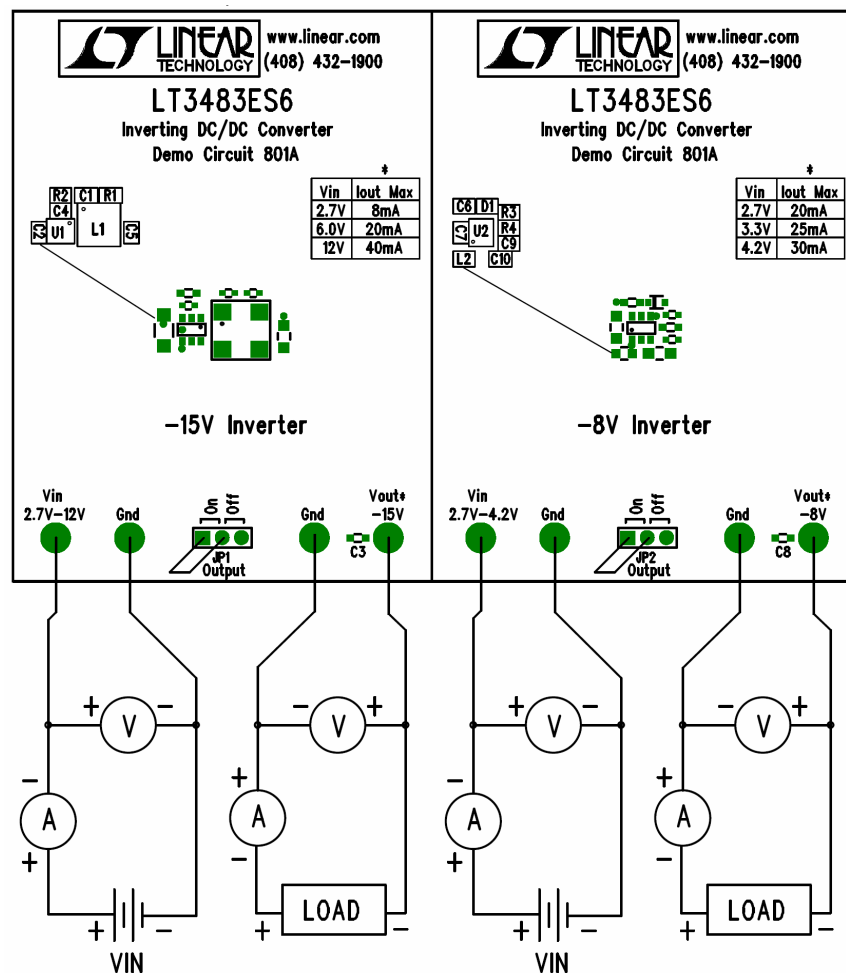 LT LINEAR TECHNOLOGY
www.linear.com
(408) 432-1900
LT3483ES6
Inverting DC/DC Converter
Demo Circuit 801A
*
Vin Iout Max
2.7V 8mA
6.0V 20mA
12V 40mA
R2 C1 R1
C4
C2 U1 L1 C5
-15V Inverter
Vin
2.7V-12V
Gnd
On Off
JP1
Output
Gnd
C3
Vout*
-15V
+ V -
- V +
-
A
+
+
A
-
+ -
VIN
LOAD
+ -
LT LINEAR TECHNOLOGY
www.linear.com
(408) 432-1900
LT3483ES6
Inverting DC/DC Converter
Demo Circuit 801A
*
Vin Iout Max
2.7V 20mA
3.3V 25mA
4.2V 30mA
C6 D1
R3
C7 U2 R4
C9
L2 C10
-8V Inverter
Vin
2.7V-4.2V
Gnd
On Off
JP2
Output
Gnd
C8
Vout*
-8V
+ V -
- V +
-
A
+
+
A
-
+ -
VIN
LOAD
+ -